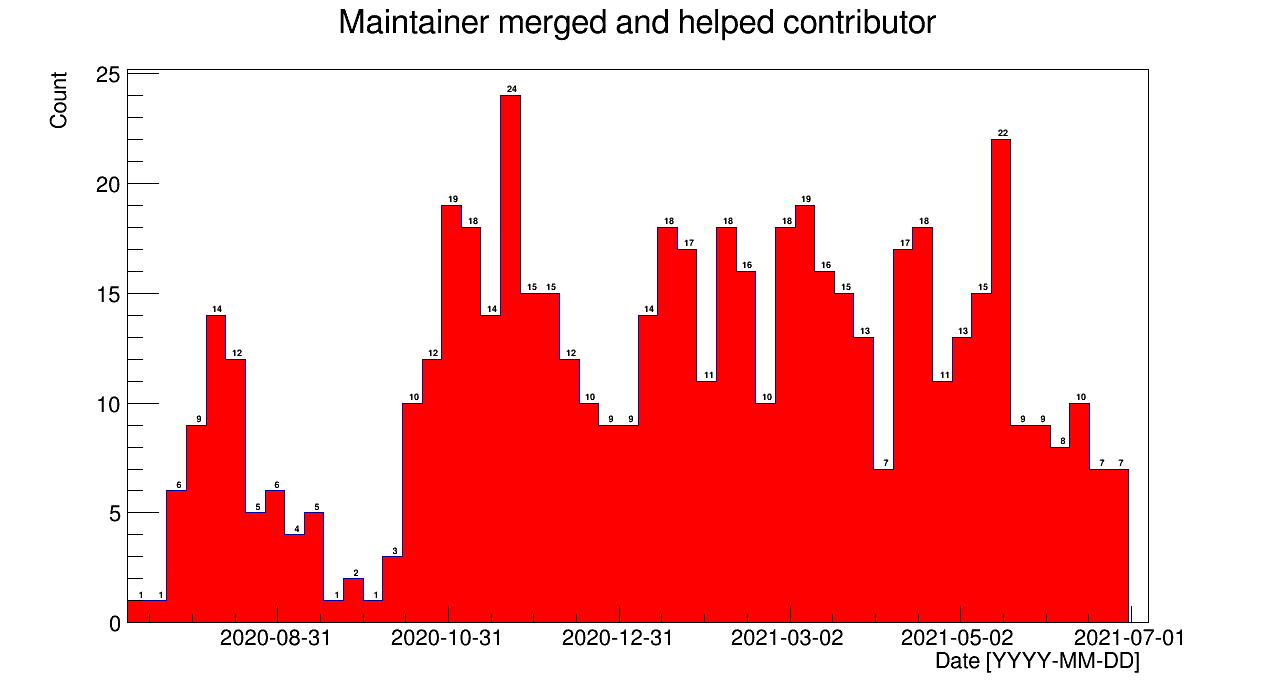 Maintainer merged and helped contributor
Count
25
20
15
10
5
0
1 1 6 9 14 12 5 6 4 5 1 2 1 3 10 12 19 18 14 24 15 15 12 10 9 9 14 18 17 11 18 16 10 18 19 16 15 13 7 17 18 11 13 15 22 9 9 8 10 7 7
2020-08-31 2020-10-31 2020-12-31 2021-03-02 2021-05-02 2021-07-01
Date [YYYY-MM-DD]